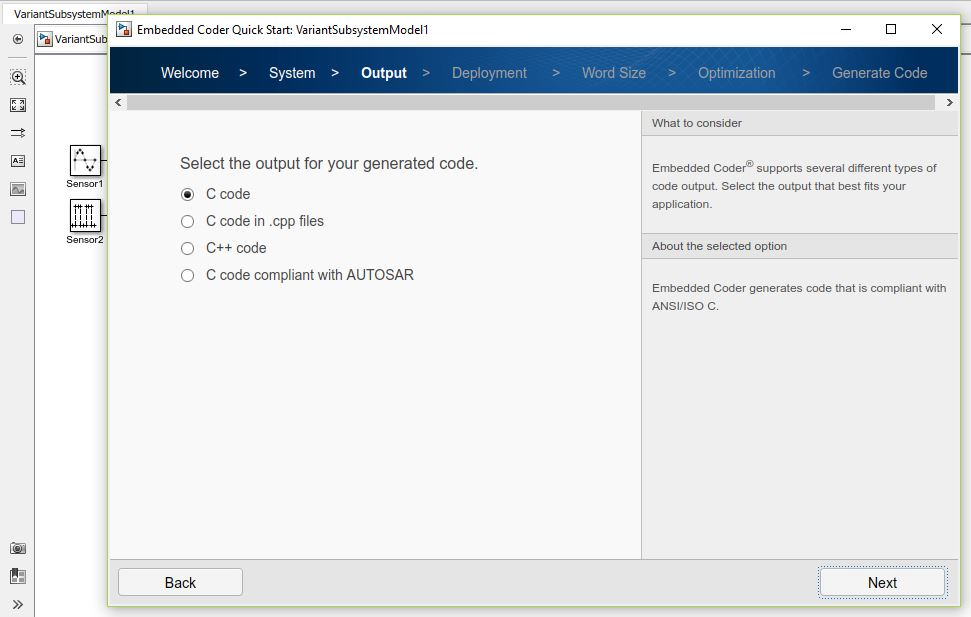 VariantSubsystemModel1
Embedded Coder Quick Start: VariantSubsystemModel1
VariantSub
Welcome > System > Output > Deployment > Word Size > Optimization > Generate Code
What to consider
Embedded Coder® supports several different types of
code output. Select the output that best fits your
application.
About the selected option
Embedded Coder generates code that is compliant with
ANSI/ISO C.
Select the output for your generated code.
C code
C code in .cpp files
C++ code
C code compliant with AUTOSAR
Sensor1
Sensor2
Back
Next